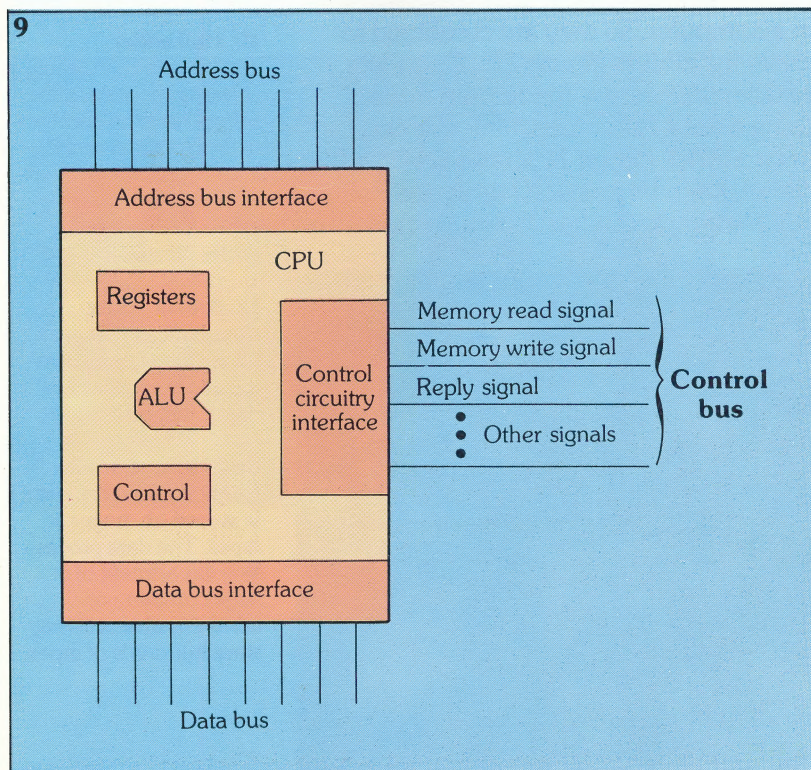 9
Address bus
Address bus interface
CPU
Registers
ALU
Control
Control
circuitry
interface
Memory read signal
Memory write signal
Reply signal
Other signals
Control
bus
Data bus interface
Data bus